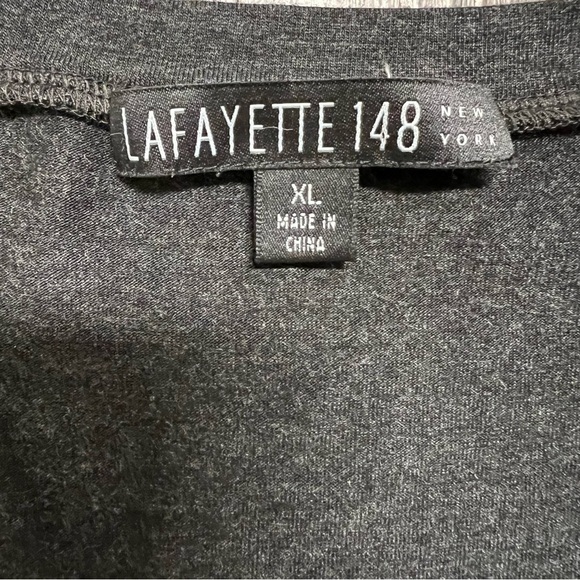 LAFAYETTE 148 NEW YORK
XL
MADE IN
CHINA